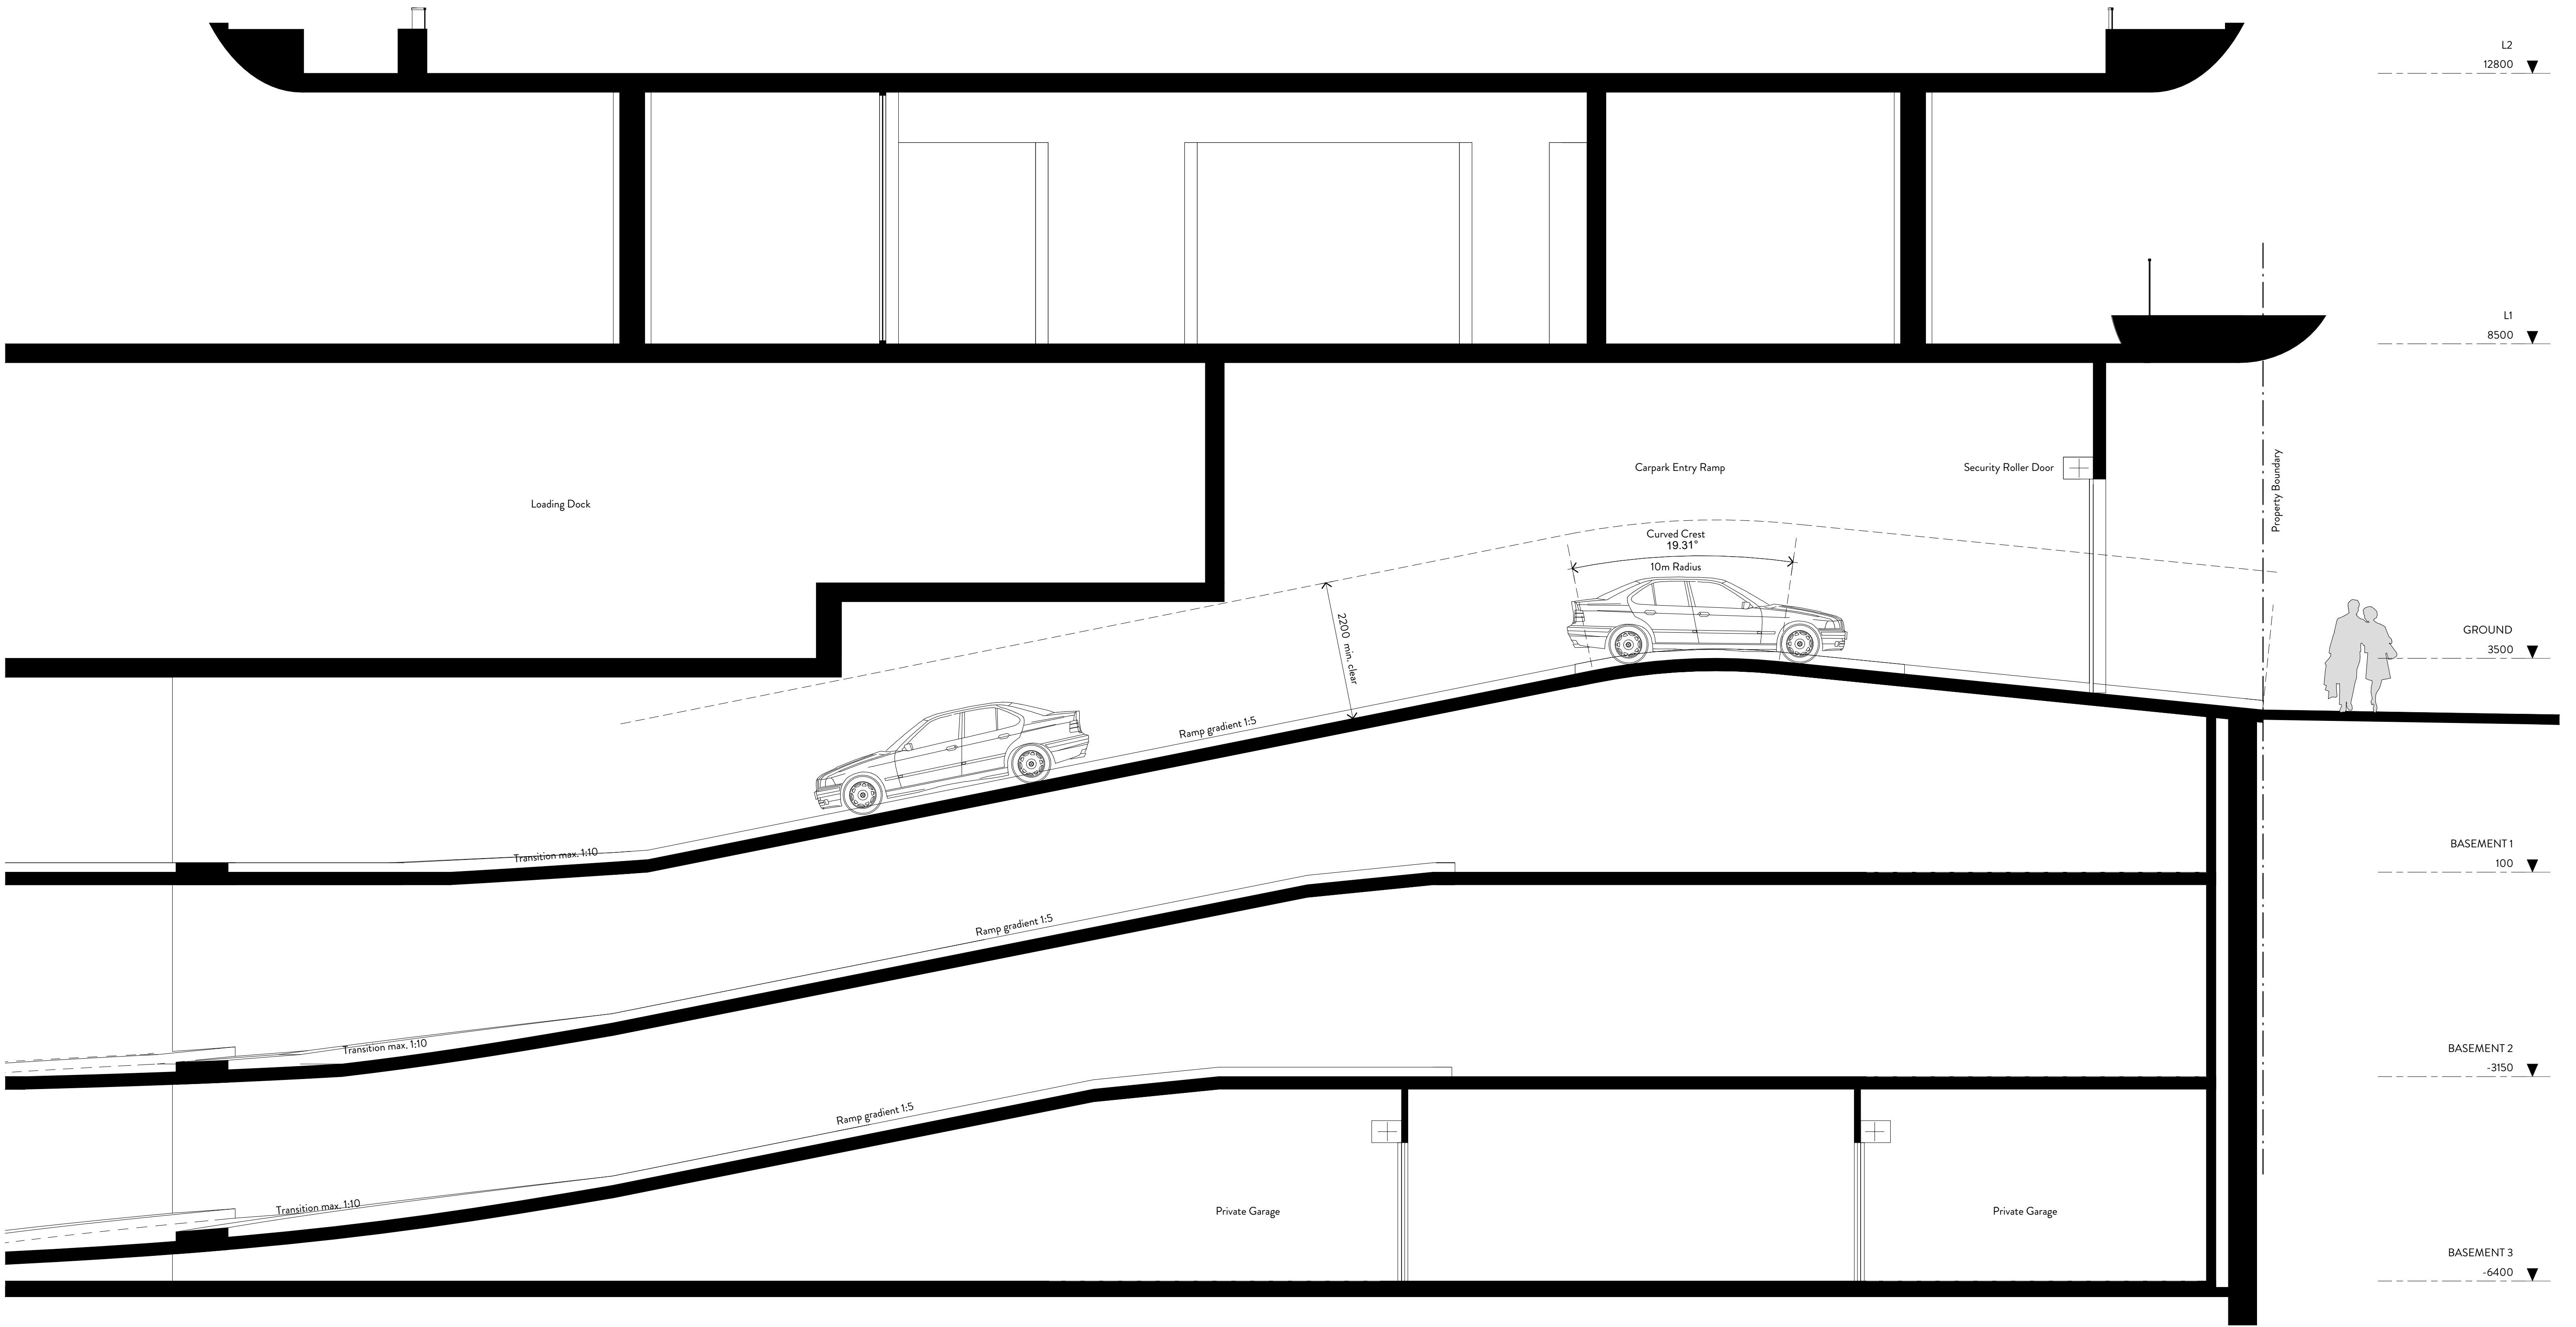 L2
12800
L1
8500
Loading Dock
Carpark Entry Ramp
Security Roller Door
Property Boundary
Curved Crest
19.31°
10m Radius
2200 min. clear
GROUND
3500
Ramp gradient 1:5
Transition max. 1:10
BASEMENT 1
100
Ramp gradient 1:5
Transition max. 1:10
BASEMENT 2
-3150
Ramp gradient 1:5
Transition max. 1:10
Private Garage
Private Garage
BASEMENT 3
-6400